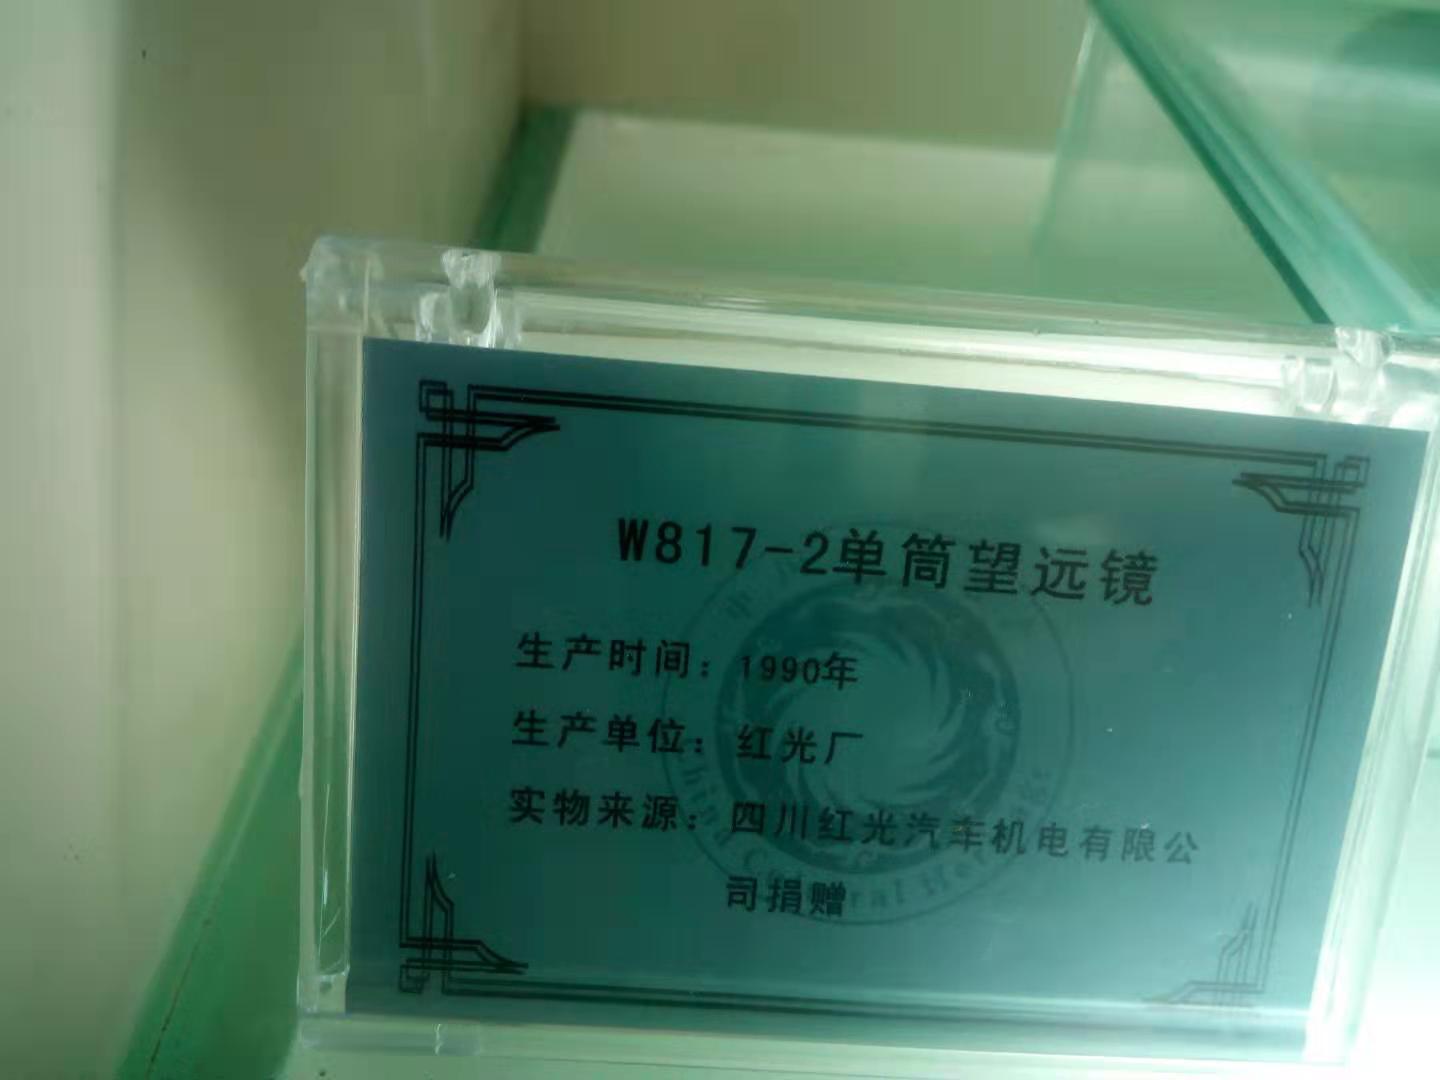 W817-2单筒望远镜
生产时间：1990年
生产单位：红光厂
实物来源：四川红光汽车机电有限公
司捐赠